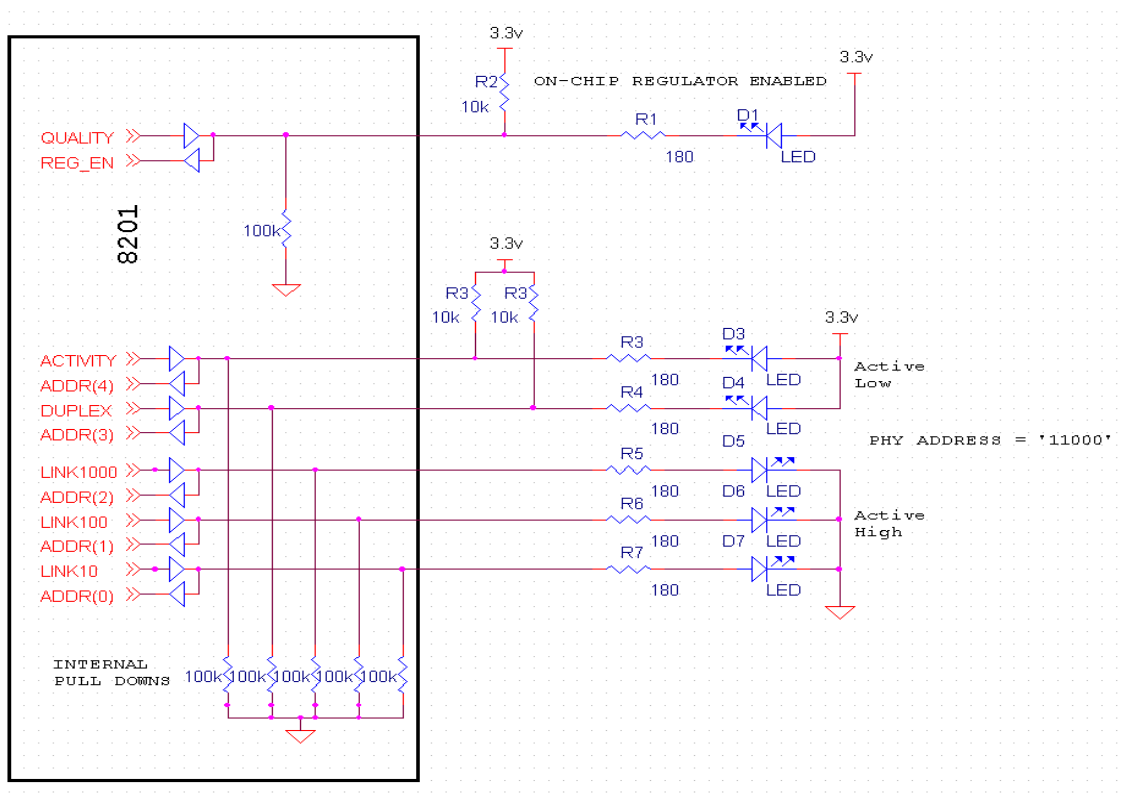 3.3v
3.3v
R2
ON-CHIP REGULATOR ENABLED
10k
R1
D1
QUALITY
180
LED
REG_EN
8201
100k
3.3v
R3
R3
10k
10k
3.3v
ACTIVITY
R3
D3
Active
Low
ADDR(4)
180
D4
LED
DUPLEX
R4
ADDR(3)
180
D5
LED
PHY ADDRESS = '11000'
LINK1000
R5
ADDR(2)
180
D6
LED
LINK100
R6
Active
High
ADDR(1)
180
D7
LED
LINK10
R7
ADDR(0)
180
LED
INTERNAL
PULL DOWNS
100k
100k
100k
100k
100k